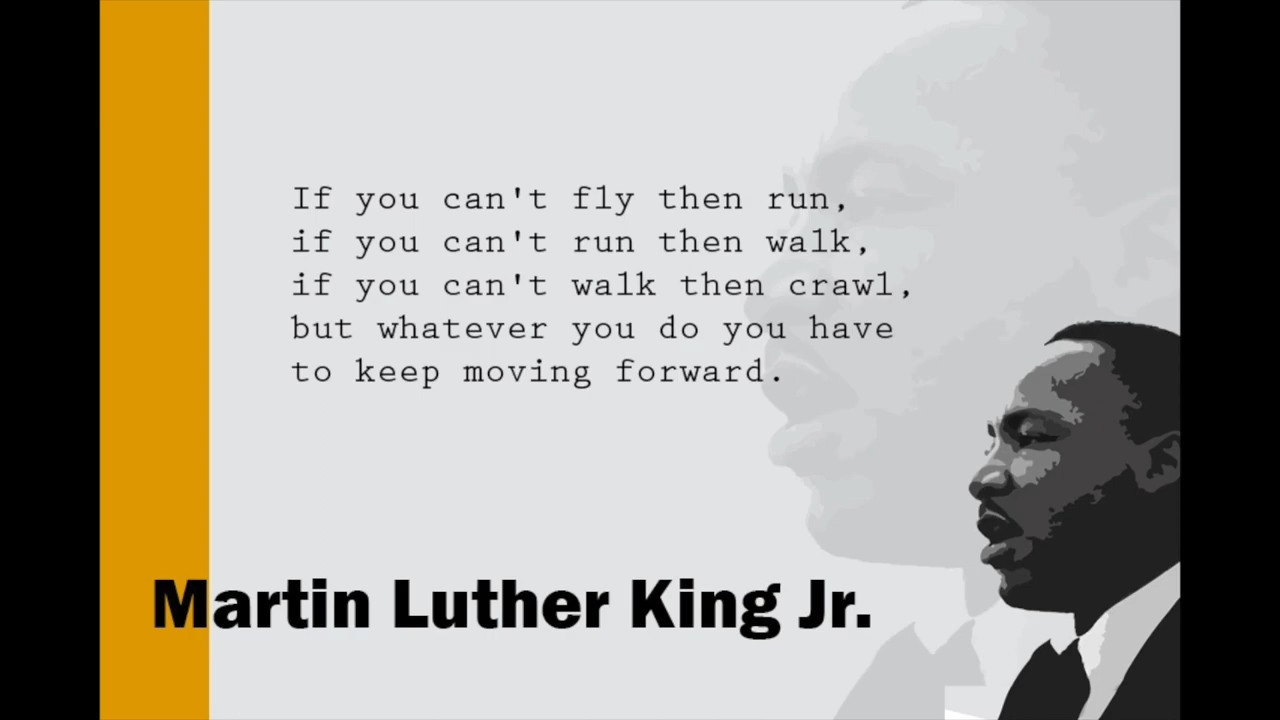 If you can't fly then run,
if you can't run then walk,
if you can't walk then crawl,
but whatever you do you have
to keep moving forward.
Martin Luther King Jr.